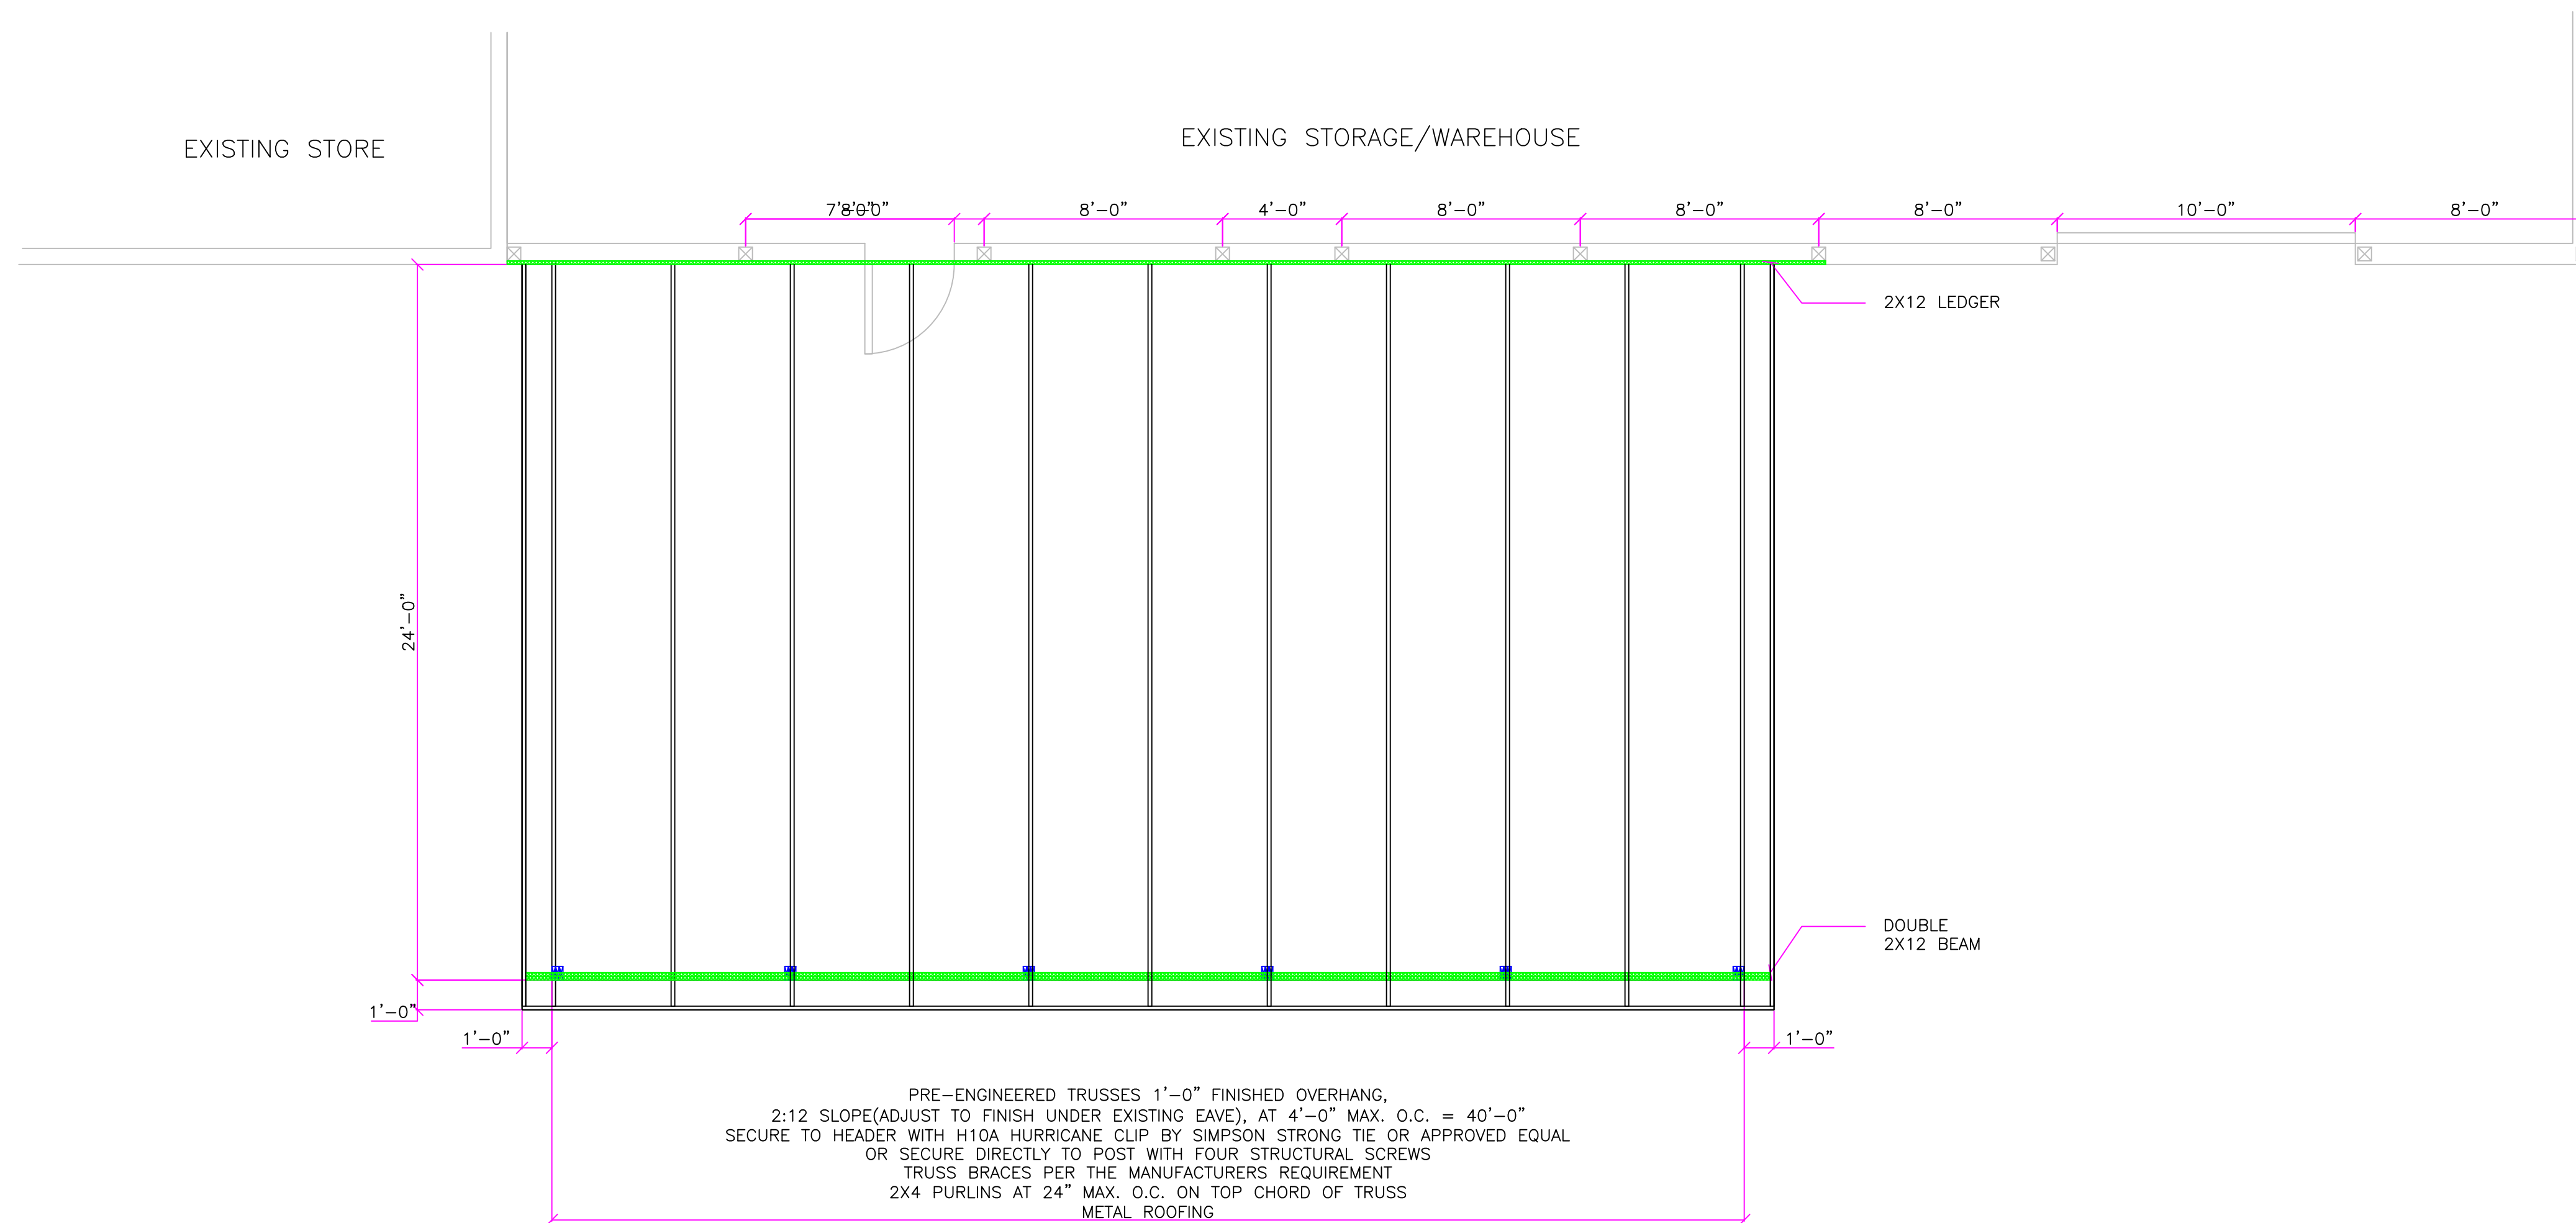 EXISTING STORAGE/WAREHOUSE
EXISTING STORE
7'-0" 8'-0" 8'-0" 4'-0" 8'-0" 8'-0" 8'-0" 10'-0" 8'-0"
2X12 LEDGER
24'-0"
DOUBLE
2X12 BEAM
1'-0"
1'-0" 1'-0"
PRE-ENGINEERED TRUSSES 1'-0" FINISHED OVERHANG,
2:12 SLOPE(ADJUST TO FINISH UNDER EXISTING EAVE), AT 4'-0" MAX. O.C. = 40'-0"
SECURE TO HEADER WITH H10A HURRICANE CLIP BY SIMPSON STRONG TIE OR APPROVED EQUAL
OR SECURE DIRECTLY TO POST WITH FOUR STRUCTURAL SCREWS
TRUSS BRACES PER THE MANUFACTURERS REQUIREMENT
2X4 PURLINS AT 24" MAX. O.C. ON TOP CHORD OF TRUSS
METAL ROOFING